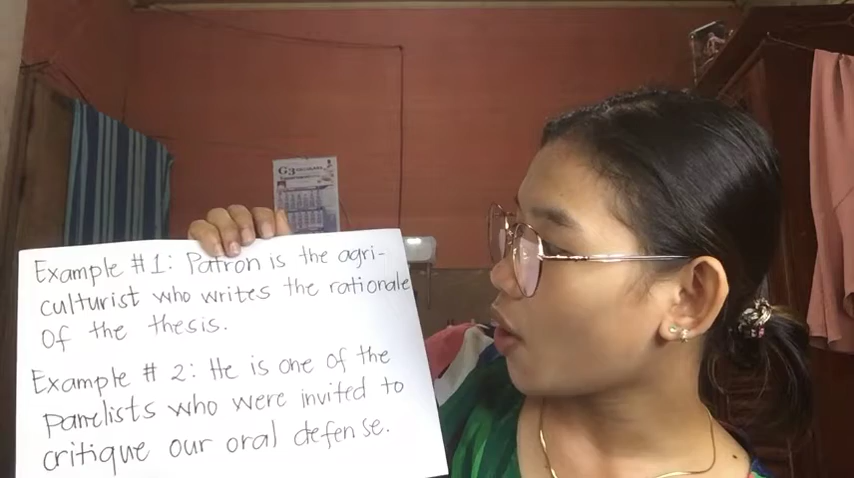 G3
Example #1: Patron is the agri-
culturist who writes the rationale
of the thesis.
Example # 2: He is one of the
panelists who were invited to
critique our oral defense.